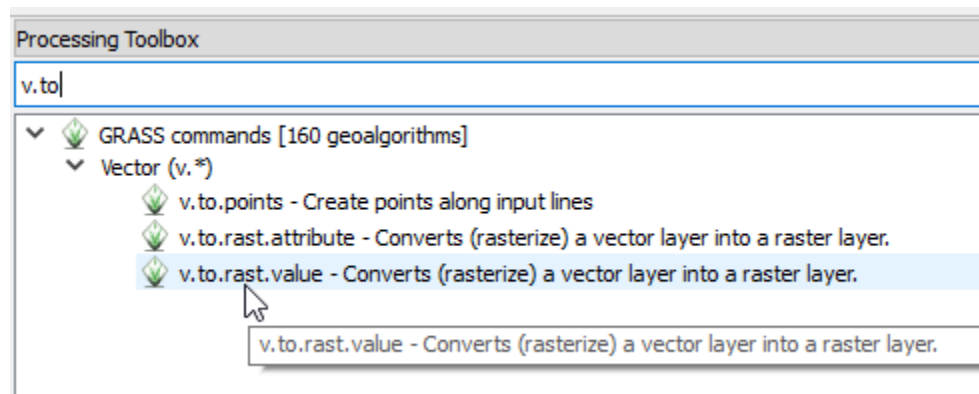 Processing Toolbox
v.to
GRASS commands [160 geoalgorithms]
Vector (v.*)
v.to.points - Create points along input lines
v.to.rast.attribute - Converts (rasterize) a vector layer into a raster layer.
v.to.rast.value - Converts (rasterize) a vector layer into a raster layer.
v.to.rast.value - Converts (rasterize) a vector layer into a raster layer.